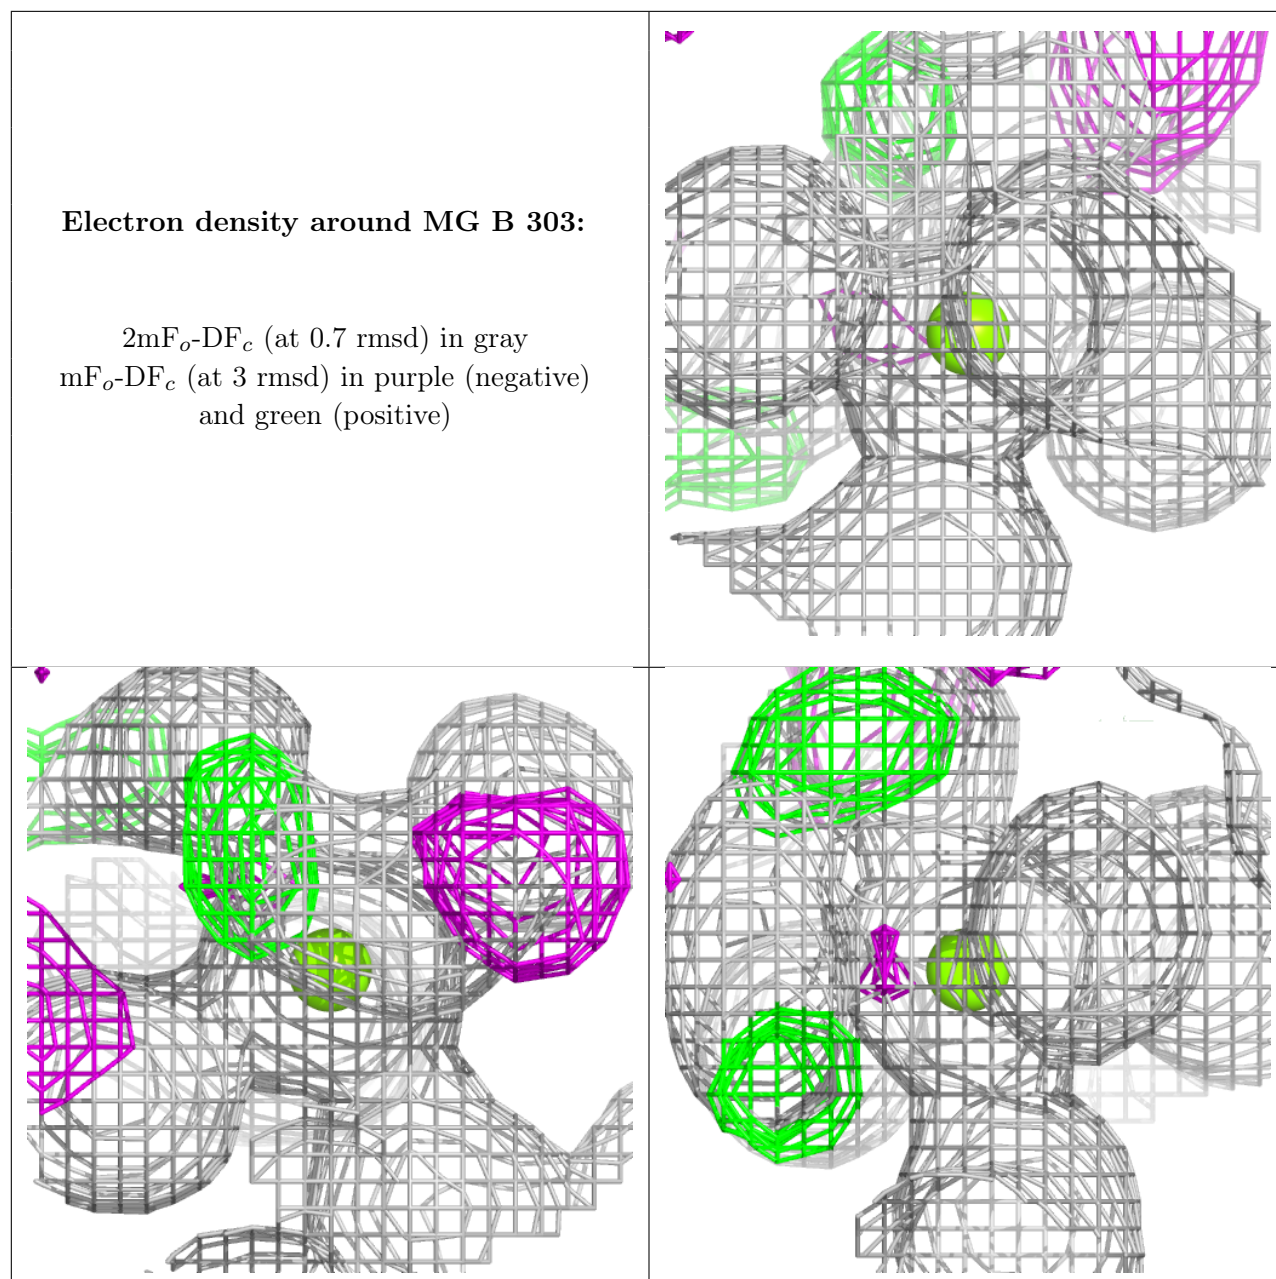 Electron density around MG B 303:
2mFo-DFc (at 0.7 rmsd) in gray
mFo-DFc (at 3 rmsd) in purple (negative)
and green (positive)